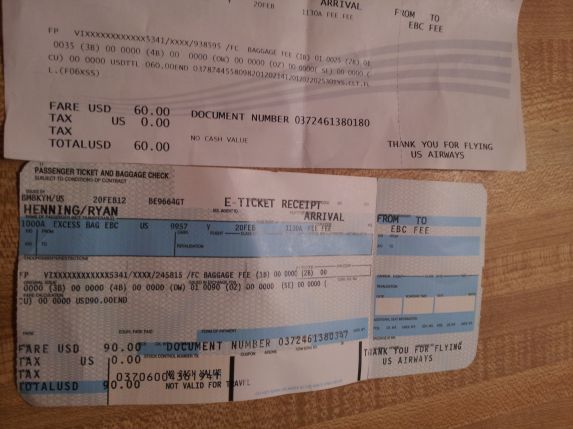 ARRIVAL
20FEB 1130A FEE FEE
FROM TO
EBC FEE
FP VIXXXXXXXXXXXX5341/XXXX/938595 /FC BAGGAGE FEE (1B) 01 0025 (2B) 01
0035 (3B) 00 0000 (4B) 00 0000 (OW) 00 0000 (OZ) 00 0000( SE) 00 0000 (
CU) 00 0000 USDTTL 060.00END
FARE USD 60.00
TAX US 0.00
TAX
TOTALUSD 60.00
DOCUMENT NUMBER 0372461380180
NO CASH VALUE
THANK YOU FOR FLYING
US AIRWAYS
PASSENGER TICKET AND BAGGAGE CHECK
SUBJECT TO CONDITIONS OF CONTRACT
BM8KYH/US 20FEB12 BE9664GT
E-TICKET RECEIPT
HENNING/RYAN
ARRIVAL
1000A EXCESS BAG EBC US 0957 Y 20FEB 1130A FEE FEE
FROM TO
EBC FEE
FP VIXXXXXXXXXXXX5341/XXXX/245815 /FC BAGGAGE FEE (1B) 00 0000 (2B) 00
0000 (3B) 00 0000 (4B) 00 0000 (OW) 01 0090 (OZ) 00 0000 (SE) 00 0000 (
CU) 00 0000 USD90.00END
FARE USD 90.00
TAX US 0.00
TAX
TOTALUSD 90.00
DOCUMENT NUMBER 0372461380347
NO CASH VALUE
NOT VALID FOR TRAVEL
THANK YOU FOR FLYING
US AIRWAYS